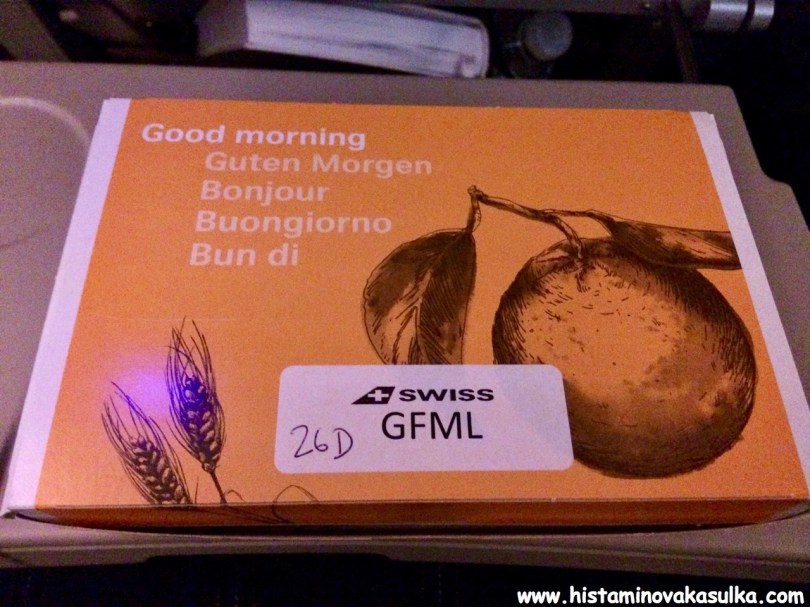 Good morning
Guten Morgen
Bonjour
Buongiorno
Bun di
SWISS
26D GFML
www.histaminovakasulka.com